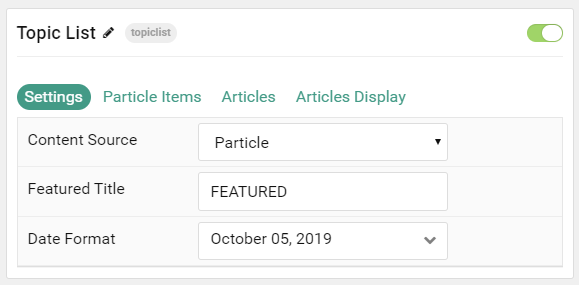 Topic List topiclist
Settings Particle Items Articles Articles Display
Content Source Particle
Featured Title FEATURED
Date Format October 05, 2019